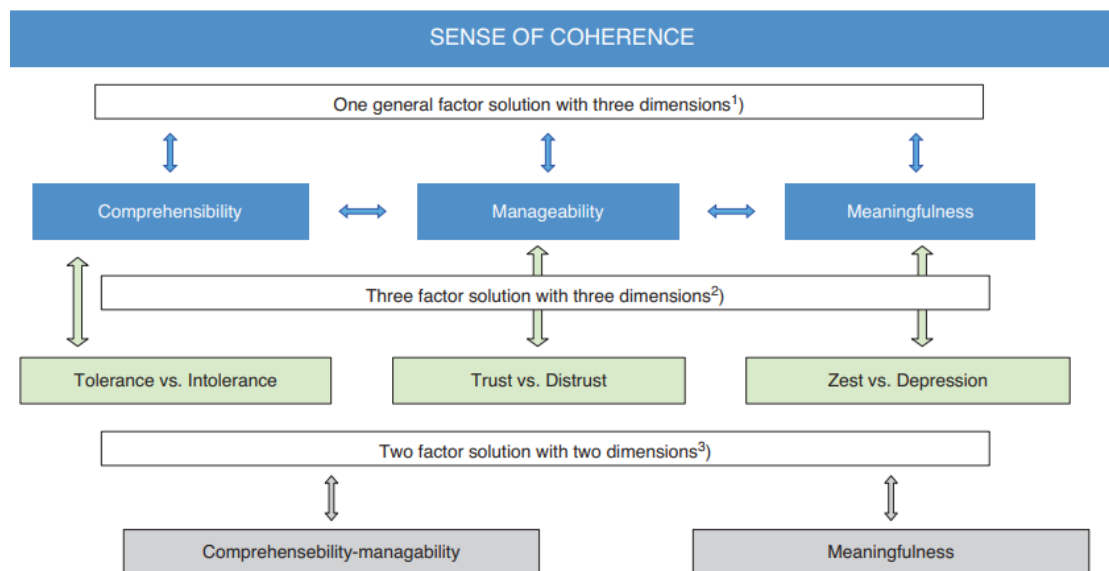 SENSE OF COHERENCE
One general factor solution with three dimensions¹)
Comprehensibility
Manageability
Meaningfulness
Three factor solution with three dimensions²)
Tolerance vs. Intolerance
Trust vs. Distrust
Zest vs. Depression
Two factor solution with two dimensions³)
Comprehensebility-managability
Meaningfulness